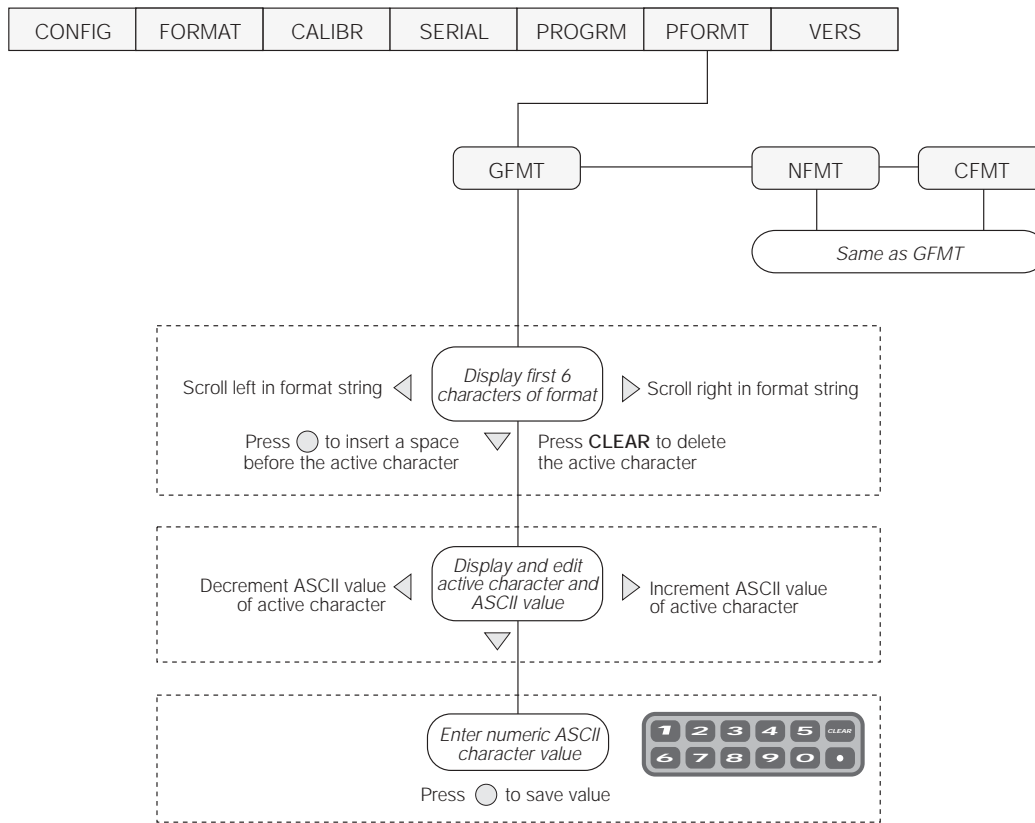 CONFIG FORMAT CALIBR SERIAL PROGRM PFORMT VERS
GFMT NFMT CFMT
Same as GFMT
Scroll left in format string
Display first 6
characters of format
Scroll right in format string
Press to insert a space
before the active character
Press CLEAR to delete
the active character
Decrement ASCII value
of active character
Display and edit
active character and
ASCII value
Increment ASCII value
of active character
Enter numeric ASCII
character value
1 2 3 4 5 CLEAR
6 7 8 9 0 •
Press to save value